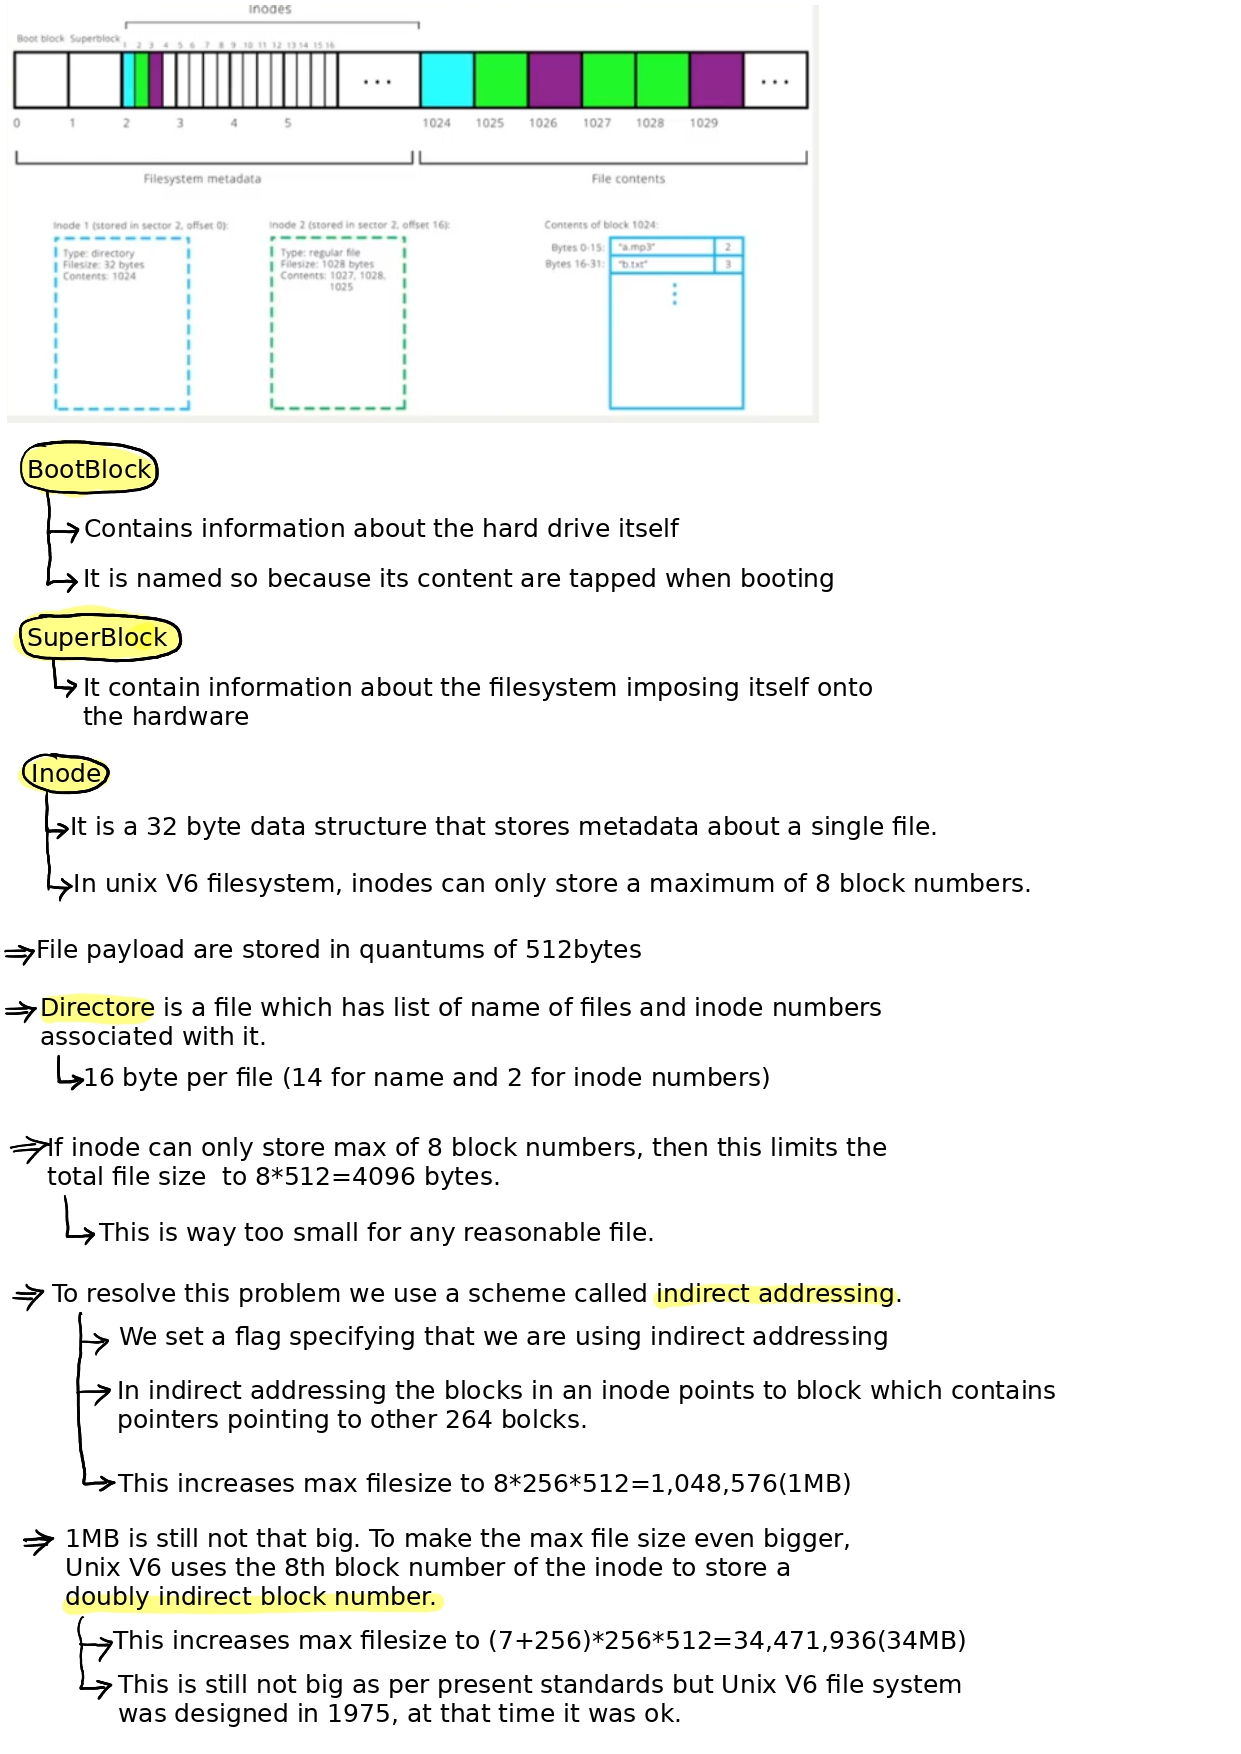 Inodes
Boot block Superblock 1 2 3 4 5 6 7 8 9 10 11 12 13 14 15 16
... ...
0 1 2 3 4 5 1024 1025 1026 1027 1028 1029
Filesystem metadata File contents
Inode 1 (stored in sector 2, offset 0): Inode 2 (stored in sector 2, offset 16): Contents of block 1024:
Type: directory
Filesize: 32 bytes
Contents: 1024
Type: regular file
Filesize: 1028 bytes
Contents: 1027, 1028,
1025
Bytes 0-15: "a.mp3" 2
Bytes 16-31: "b.txt" 3
BootBlock
Contains information about the hard drive itself
It is named so because its content are tapped when booting
SuperBlock
It contain information about the filesystem imposing itself onto
the hardware
Inode
It is a 32 byte data structure that stores metadata about a single file.
In unix V6 filesystem, inodes can only store a maximum of 8 block numbers.
File payload are stored in quantums of 512bytes
Directore is a file which has list of name of files and inode numbers
associated with it.
16 byte per file (14 for name and 2 for inode numbers)
If inode can only store max of 8 block numbers, then this limits the
total file size to 8*512=4096 bytes.
This is way too small for any reasonable file.
To resolve this problem we use a scheme called indirect addressing.
We set a flag specifying that we are using indirect addressing
In indirect addressing the blocks in an inode points to block which contains
pointers pointing to other 264 bolcks.
This increases max filesize to 8*256*512=1,048,576(1MB)
1MB is still not that big. To make the max file size even bigger,
Unix V6 uses the 8th block number of the inode to store a
doubly indirect block number.
This increases max filesize to (7+256)*256*512=34,471,936(34MB)
This is still not big as per present standards but Unix V6 file system
was designed in 1975, at that time it was ok.